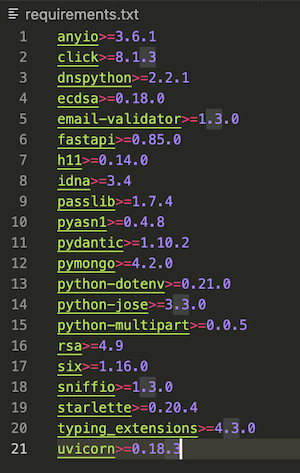 requirements.txt
1 anyio>=3.6.1
2 click>=8.1.3
3 dnspython>=2.2.1
4 ecdsa>=0.18.0
5 email-validator>=1.3.0
6 fastapi>=0.85.0
7 h11>=0.14.0
8 idna>=3.4
9 passlib>=1.7.4
10 pyasn1>=0.4.8
11 pydantic>=1.10.2
12 pymongo>=4.2.0
13 python-dotenv>=0.21.0
14 python-jose>=3.3.0
15 python-multipart>=0.0.5
16 rsa>=4.9
17 six>=1.16.0
18 sniffio>=1.3.0
19 starlette>=0.20.4
20 typing_extensions>=4.3.0
21 uvicorn>=0.18.3